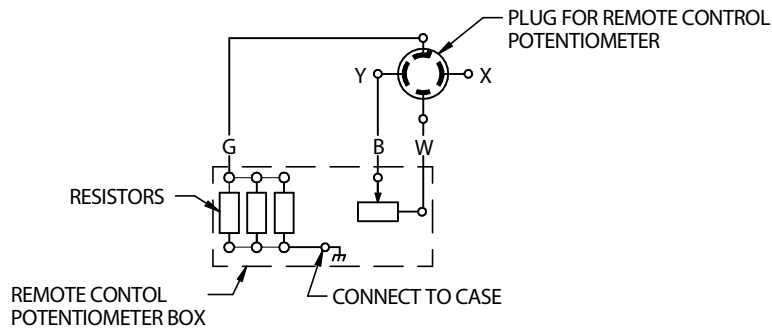 PLUG FOR REMOTE CONTROL
POTENTIOMETER
Y
X
G
B
W
RESISTORS
REMOTE CONTOL
POTENTIOMETER BOX
CONNECT TO CASE